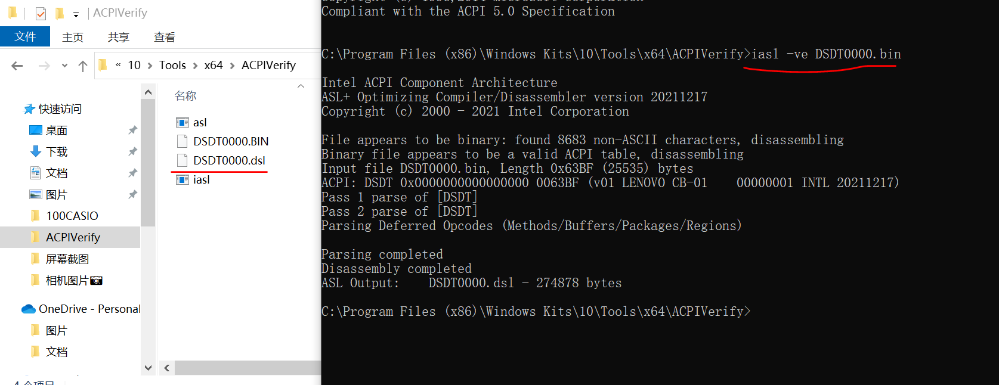 ACPIVerify
文件 主页 共享 查看
« 10 > Tools > x64 > ACPIVerify
名称
快速访问
桌面
下载
文档
图片
100CASIO
ACPIVerify
屏幕截图
相机图片
OneDrive - Personal
图片
文档
4 个项目
asl
DSDT0000.BIN
DSDT0000.dsl
iasl
Compliant with the ACPI 5.0 Specification
C:\Program Files (x86)\Windows Kits\10\Tools\x64\ACPIVerify>iasl -ve DSDT0000.bin
Intel ACPI Component Architecture
ASL+ Optimizing Compiler/Disassembler version 20211217
Copyright (c) 2000 - 2021 Intel Corporation
File appears to be binary: found 8683 non-ASCII characters, disassembling
Binary file appears to be a valid ACPI table, disassembling
Input file DSDT0000.bin, Length 0x63BF (25535) bytes
ACPI: DSDT 0x0000000000000000 0063BF (v01 LENOVO CB-01    00000001 INTL 20211217)
Pass 1 parse of [DSDT]
Pass 2 parse of [DSDT]
Parsing Deferred Opcodes (Methods/Buffers/Packages/Regions)
Parsing completed
Disassembly completed
ASL Output:    DSDT0000.dsl - 274878 bytes
C:\Program Files (x86)\Windows Kits\10\Tools\x64\ACPIVerify>